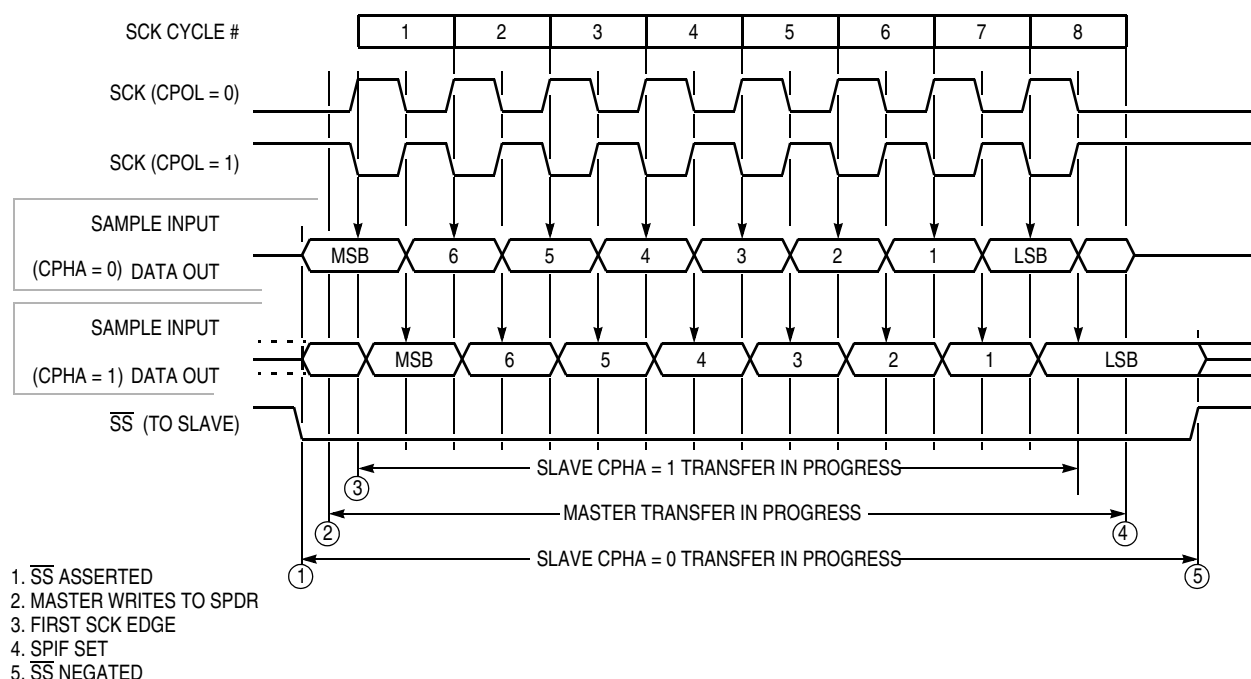 SCK CYCLE # 1 2 3 4 5 6 7 8
SCK (CPOL = 0)
SCK (CPOL = 1)
SAMPLE INPUT
(CPHA = 0) DATA OUT MSB 6 5 4 3 2 1 LSB
SAMPLE INPUT
(CPHA = 1) DATA OUT MSB 6 5 4 3 2 1 LSB
SS (TO SLAVE)
SLAVE CPHA = 1 TRANSFER IN PROGRESS
3
MASTER TRANSFER IN PROGRESS
2 4
SLAVE CPHA = 0 TRANSFER IN PROGRESS
1 5
1. SS ASSERTED
2. MASTER WRITES TO SPDR
3. FIRST SCK EDGE
4. SPIF SET
5. SS NEGATED